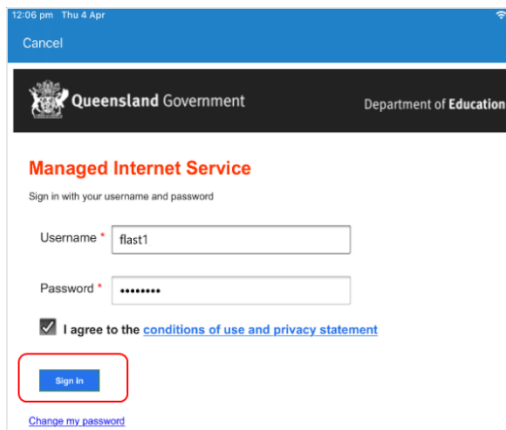 12:06 pm Thu 4 Apr
Cancel
Queensland Government
Department of Education
Managed Internet Service
Sign in with your username and password
Username * flast1
Password * ••••••••
I agree to the conditions of use and privacy statement
Sign in
Change my password